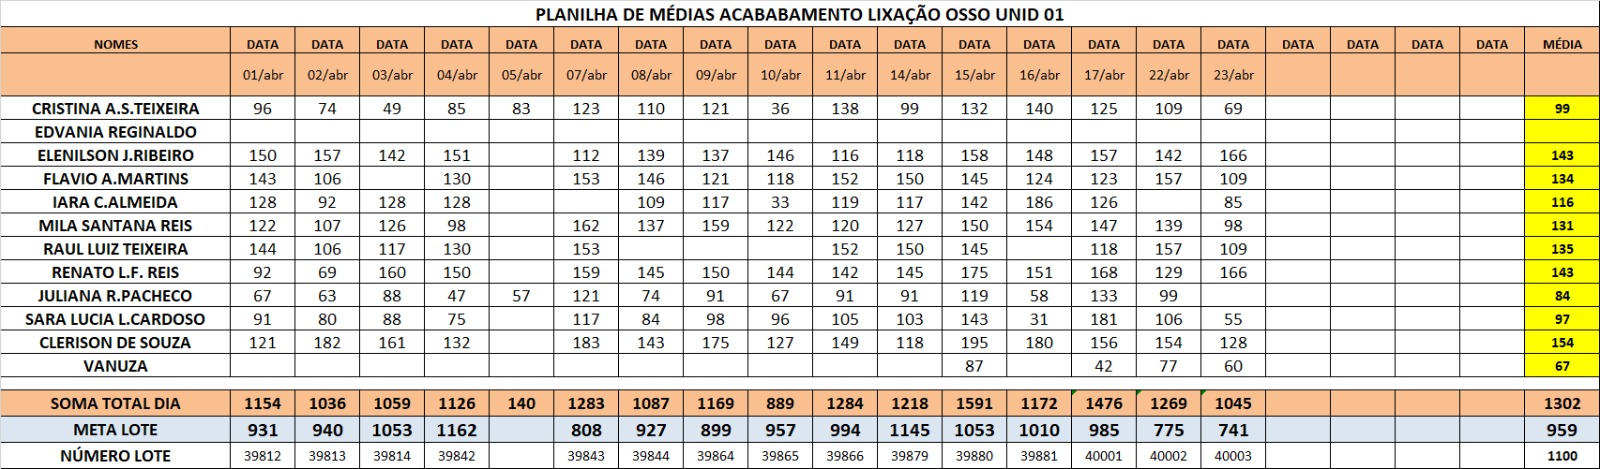 PLANILHA DE MÉDIAS ACABABAMENTO LIXAÇÃO OSSO UNID 01
NOMES DATA DATA DATA DATA DATA DATA DATA DATA DATA DATA DATA DATA DATA DATA DATA DATA DATA DATA DATA DATA MÉDIA
01/abr 02/abr 03/abr 04/abr 05/abr 07/abr 08/abr 09/abr 10/abr 11/abr 14/abr 15/abr 16/abr 17/abr 22/abr 23/abr
CRISTINA A.S.TEIXEIRA 96 74 49 85 83 123 110 121 36 138 99 132 140 125 109 69 99
EDVANIA REGINALDO
ELENILSON J.RIBEIRO 150 157 142 151 112 139 137 146 116 118 158 148 157 142 166 143
FLAVIO A.MARTINS 143 106 130 153 146 121 118 152 150 145 124 123 157 109 134
IARA C.ALMEIDA 128 92 128 128 109 117 33 119 117 142 186 126 85 116
MILA SANTANA REIS 122 107 126 98 162 137 159 122 120 127 150 154 147 139 98 131
RAUL LUIZ TEIXEIRA 144 106 117 130 153 152 150 145 118 157 109 135
RENATO L.F. REIS 92 69 160 150 159 145 150 144 142 145 175 151 168 129 166 143
JULIANA R.PACHECO 67 63 88 47 57 121 74 91 67 91 91 119 58 133 99 84
SARA LUCIA L.CARDOSO 91 80 88 75 117 84 98 96 105 103 143 31 181 106 55 97
CLERISON DE SOUZA 121 182 161 132 183 143 175 127 149 118 195 180 156 154 128 154
VANUZA 87 42 77 60 67
SOMA TOTAL DIA 1154 1036 1059 1126 140 1283 1087 1169 889 1284 1218 1591 1172 1476 1269 1045 1302
META LOTE 931 940 1053 1162 808 927 899 957 994 1145 1053 1010 985 775 741 959
NÚMERO LOTE 39812 39813 39814 39842 39843 39844 39864 39865 39866 39879 39880 39881 40001 40002 40003 1100